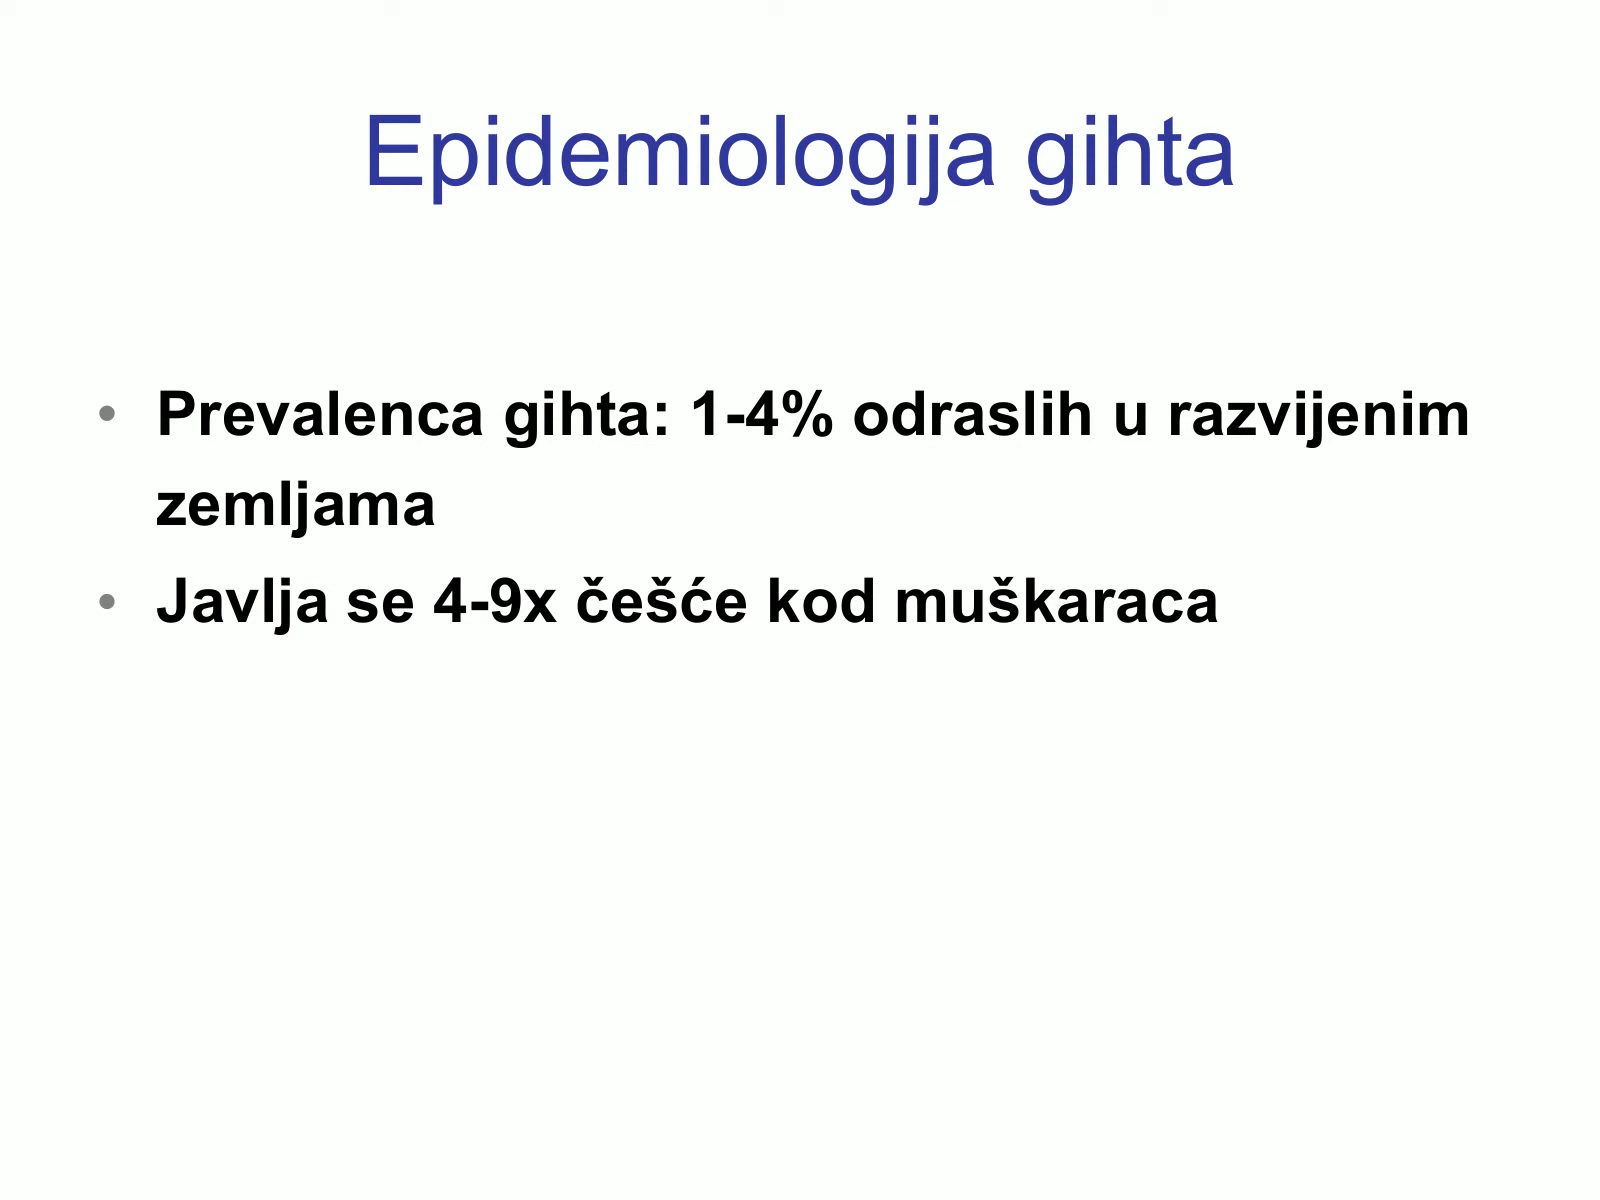 Epidemiologija gihta
• Prevalenca gihta: 1-4% odraslih u razvijenim
zemljama
• Javlja se 4-9x češće kod muškaraca